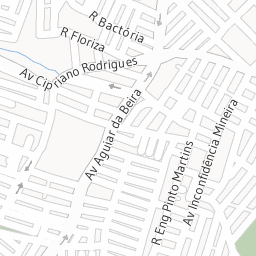 R Bactória
R Floriza
Av Cipriano Rodrigues
Av Aguiar da Beira
Av Inconfidência Mineira
R Eng Pinto Martins